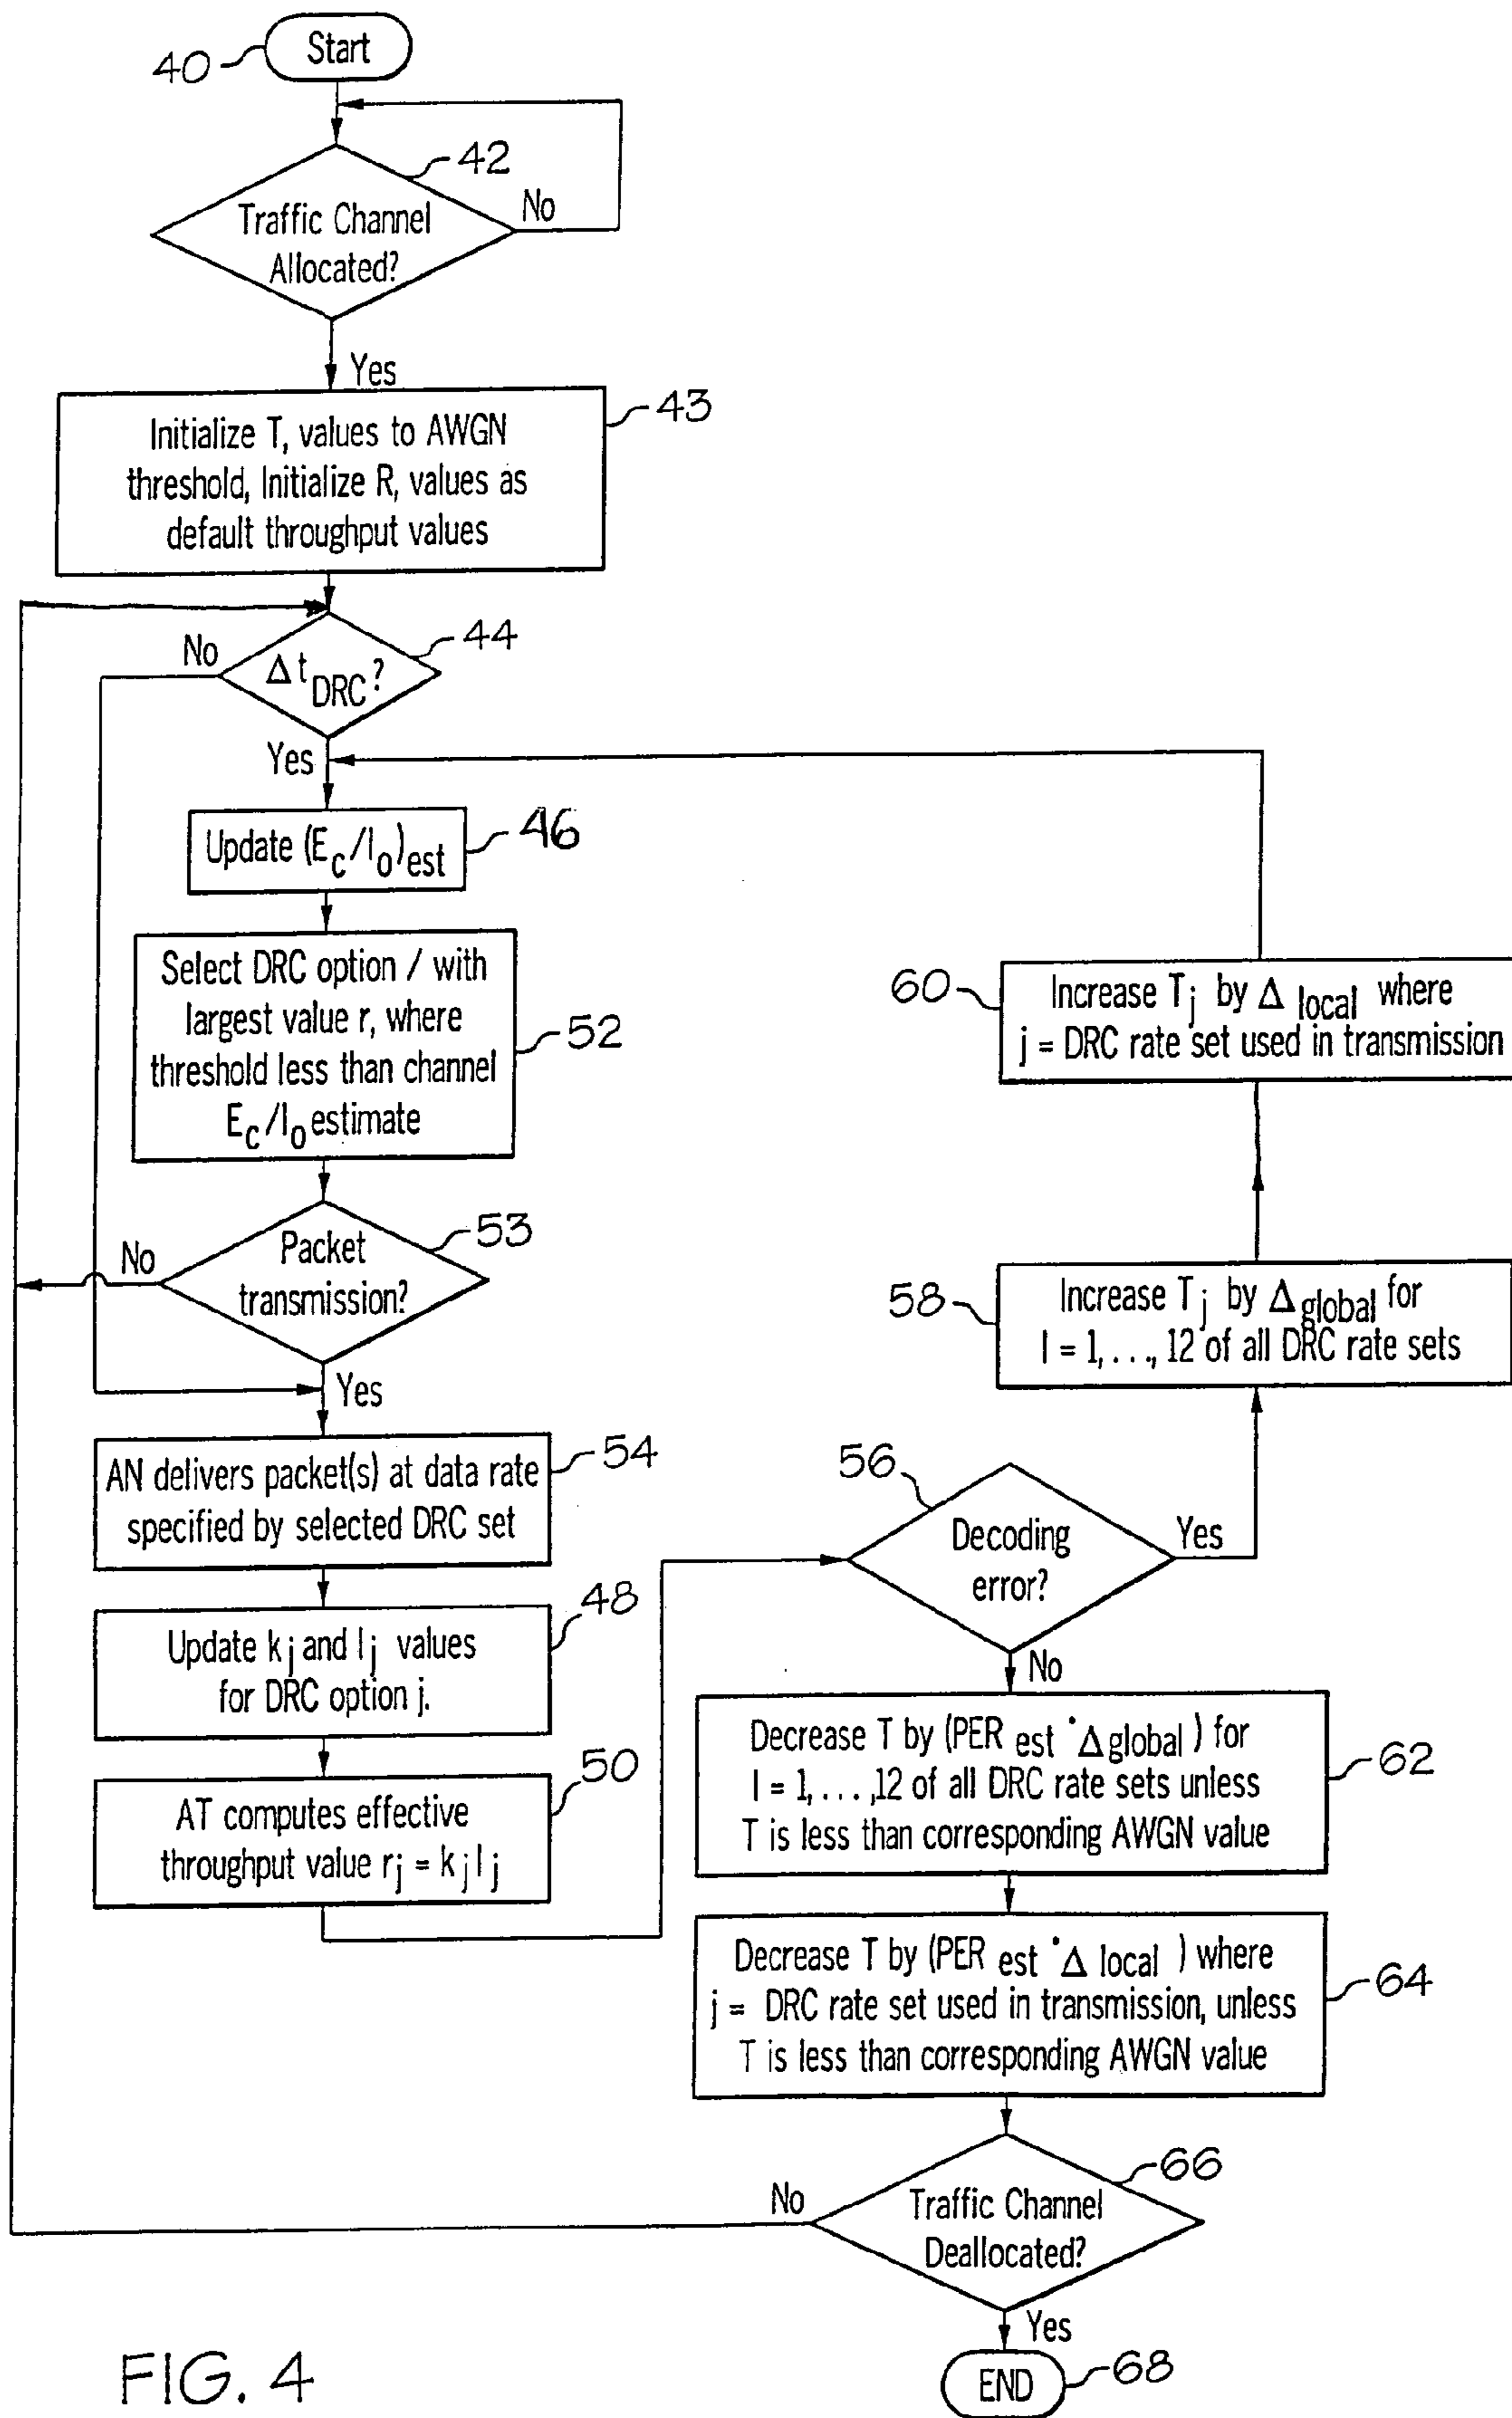 40
Start
42
Traffic Channel
Allocated?
No
Yes
43
Initialize T, values to AWGN
threshold, Initialize R, values as
default throughput values
44
No
Δt DRC?
Yes
Update (Ec/Io)est
46
Select DRC option / with
largest value r, where
threshold less than channel
Ec/Io estimate
52
53
No
Packet
transmission?
Yes
AN delivers packet(s) at data rate
specified by selected DRC set
54
Update kj and lj values
for DRC option j.
48
AT computes effective
throughput value rj = kj lj
50
60
Increase Tj by Δ local where
j = DRC rate set used in transmission
58
Increase Tj by Δglobal for
I = 1,..., 12 of all DRC rate sets
56
Decoding
error?
Yes
No
Decrease T by (PER est ·Δglobal) for
I = 1,...,12 of all DRC rate sets unless
T is less than corresponding AWGN value
62
Decrease T by (PER est ·Δ local ) where
j = DRC rate set used in transmission, unless
T is less than corresponding AWGN value
64
66
No
Traffic Channel
Deallocated?
Yes
END
68
FIG. 4